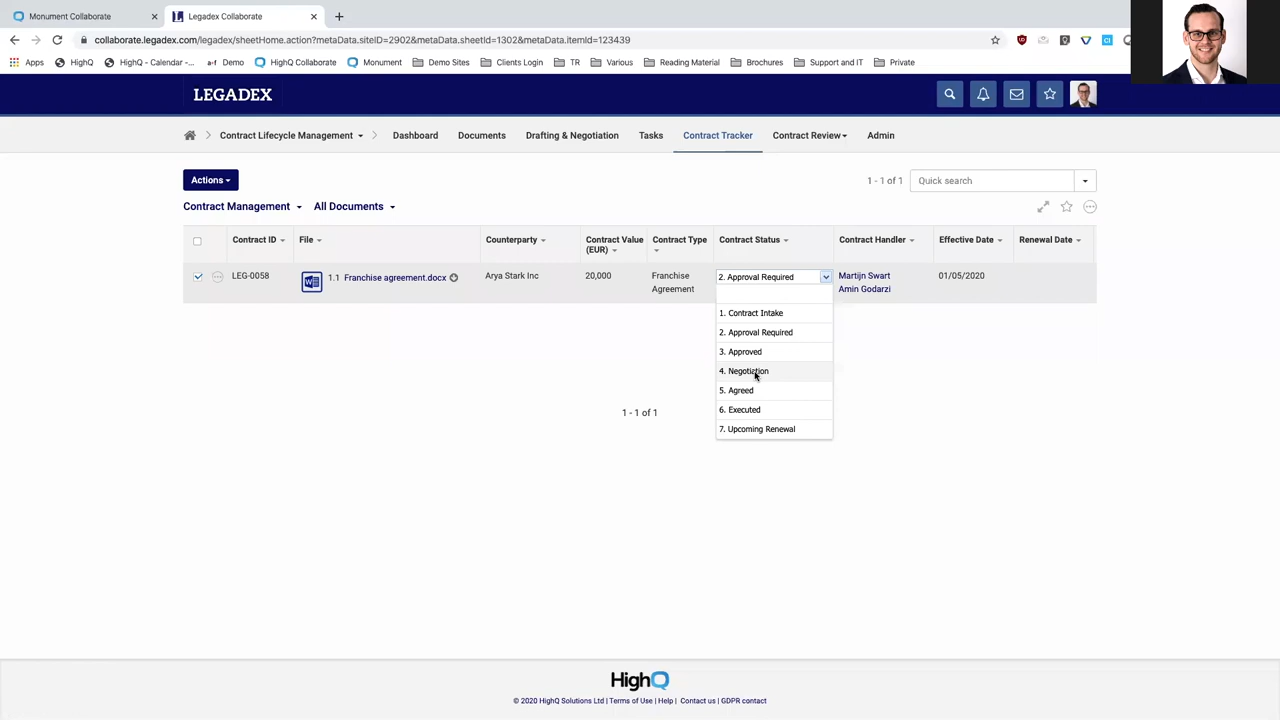 Monument Collaborate
Legadex Collaborate
collaborate.legadex.com/legadex/sheetHome.action?metaData.siteID=2902&metaData.sheetId=1302&metaData.itemId=123439
Apps HighQ HighQ - Calendar -... a-f Demo HighQ Collaborate Monument Demo Sites Clients Login TR Various Reading Material Brochures Support and IT Private
LEGADEX
Contract Lifecycle Management Dashboard Documents Drafting & Negotiation Tasks Contract Tracker Contract Review Admin
Actions
1 - 1 of 1 Quick search
Contract Management All Documents
Contract ID File Counterparty Contract Value (EUR) Contract Type Contract Status Contract Handler Effective Date Renewal Date
LEG-0058 1.1 Franchise agreement.docx Arya Stark Inc 20,000 Franchise Agreement 2. Approval Required Martijn Swart Amin Godarzi 01/05/2020
1. Contract Intake
2. Approval Required
3. Approved
4. Negotiation
5. Agreed
6. Executed
7. Upcoming Renewal
1 - 1 of 1
HighQ
© 2020 HighQ Solutions Ltd | Terms of Use | Help | Contact us | GDPR contact